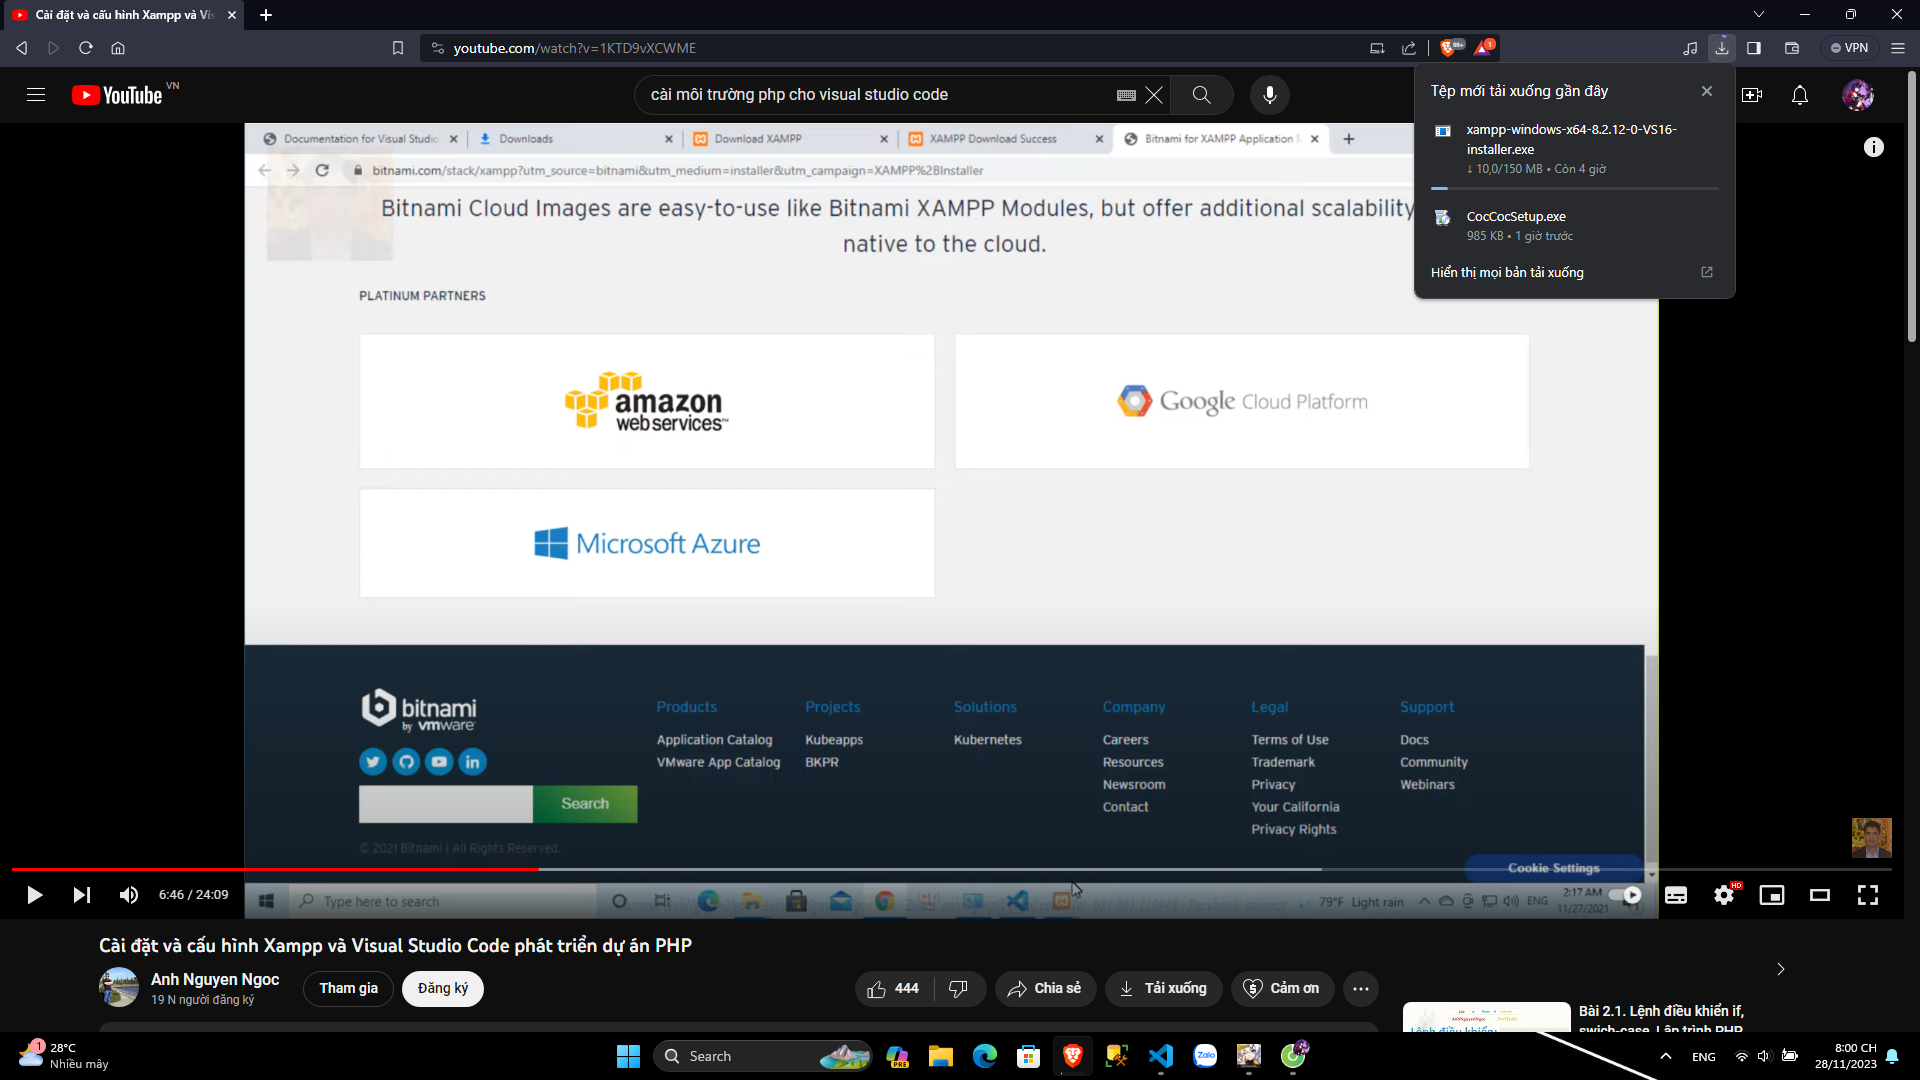 Cài đặt và cấu hình Xampp và Vis
youtube.com/watch?v=1KTD9vXCWME
99+
1
VPN
YouTube VN
cài môi trường php cho visual studio code
Tệp mới tải xuống gần đây
xampp-windows-x64-8.2.12-0-VS16-
installer.exe
↓ 10,0/150 MB • Còn 4 giờ
CocCocSetup.exe
985 KB • 1 giờ trước
Hiển thị mọi bản tải xuống
Documentation for Visual Studio
Downloads
Download XAMPP
XAMPP Download Success
Bitnami for XAMPP Application
bitnami.com/stack/xampp?utm_source=bitnami&utm_medium=installer&utm_campaign=XAMPP%2BInstaller
Bitnami Cloud Images are easy-to-use like Bitnami XAMPP Modules, but offer additional scalability
native to the cloud.
PLATINUM PARTNERS
amazon
webservices™
Google Cloud Platform
Microsoft Azure
bitnami
by vmware
Search
© 2021 Bitnami | All Rights Reserved.
Products
Application Catalog
VMware App Catalog
Projects
Kubeapps
BKPR
Solutions
Kubernetes
Company
Careers
Resources
Newsroom
Contact
Legal
Terms of Use
Trademark
Privacy
Your California
Privacy Rights
Support
Docs
Community
Webinars
Cookie Settings
Type here to search
79°F Light rain
ENG
2:17 AM
11/27/2021
6:46 / 24:09
HD
Cài đặt và cấu hình Xampp và Visual Studio Code phát triển dự án PHP
Anh Nguyen Ngoc
19 N người đăng ký
Tham gia
Đăng ký
444
Chia sẻ
Tải xuống
Cảm ơn
Bài 2.1. Lệnh điều khiển if,
swich-case. Lập trình PHP
1
28°C
Nhiều mây
Search
PRE
Zalo
ENG
8:00 CH
28/11/2023